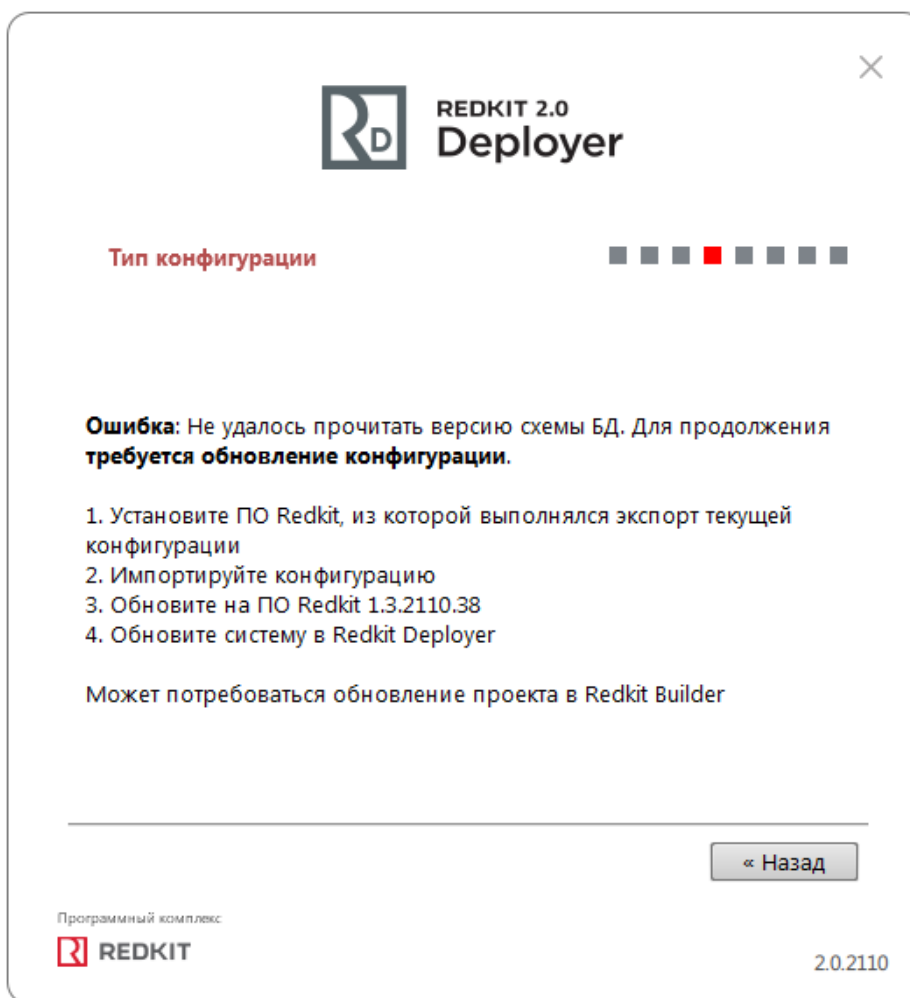 REDKIT 2.0
Deployer
Тип конфигурации
Ошибка: Не удалось прочитать версию схемы БД. Для продолжения
требуется обновление конфигурации.
1. Установите ПО Redkit, из которой выполнялся экспорт текущей
конфигурации
2. Импортируйте конфигурацию
3. Обновите на ПО Redkit 1.3.2110.38
4. Обновите систему в Redkit Deployer
Может потребоваться обновление проекта в Redkit Builder
« Назад
Программный комплекс
REDKIT
2.0.2110